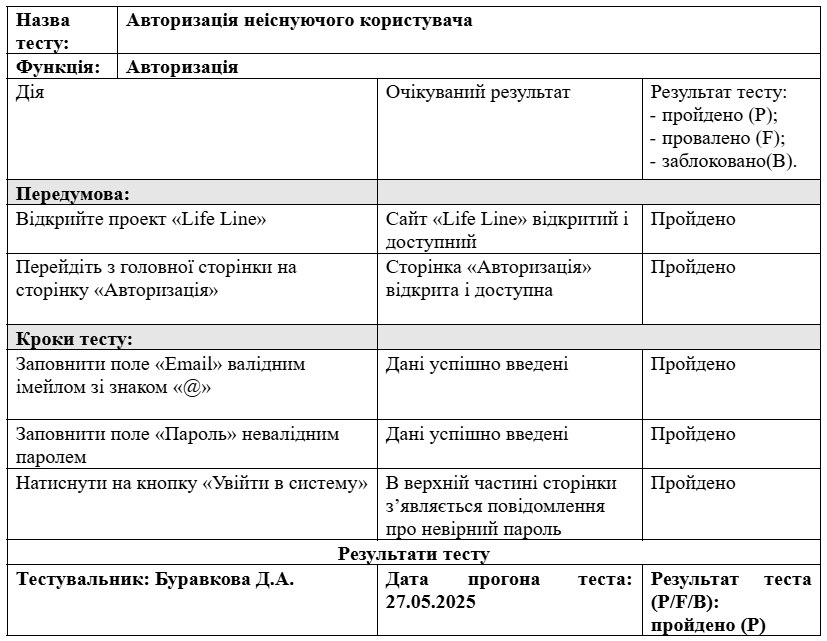 Назва
тесту:
Авторизація неіснуючого користувача
Функція:
Авторизація
Дія
Очікуваний результат
Результат тесту:
- пройдено (P);
- провалено (F);
- заблоковано(B).
Передумова:
Відкрийте проект «Life Line»
Сайт «Life Line» відкритий і
доступний
Пройдено
Перейдіть з головної сторінки на
сторінку «Авторизація»
Сторінка «Авторизація»
відкрита і доступна
Пройдено
Кроки тесту:
Заповнити поле «Email» валідним
імейлом зі знаком «@»
Дані успішно введені
Пройдено
Заповнити поле «Пароль» невалідним
паролем
Дані успішно введені
Пройдено
Натиснути на кнопку «Увійти в систему»
В верхній частині сторінки
з’являється повідомлення
про невірний пароль
Пройдено
Результати тесту
Тестувальник: Буравкова Д.А.
Дата прогона теста:
27.05.2025
Результат теста
(P/F/B):
пройдено (P)